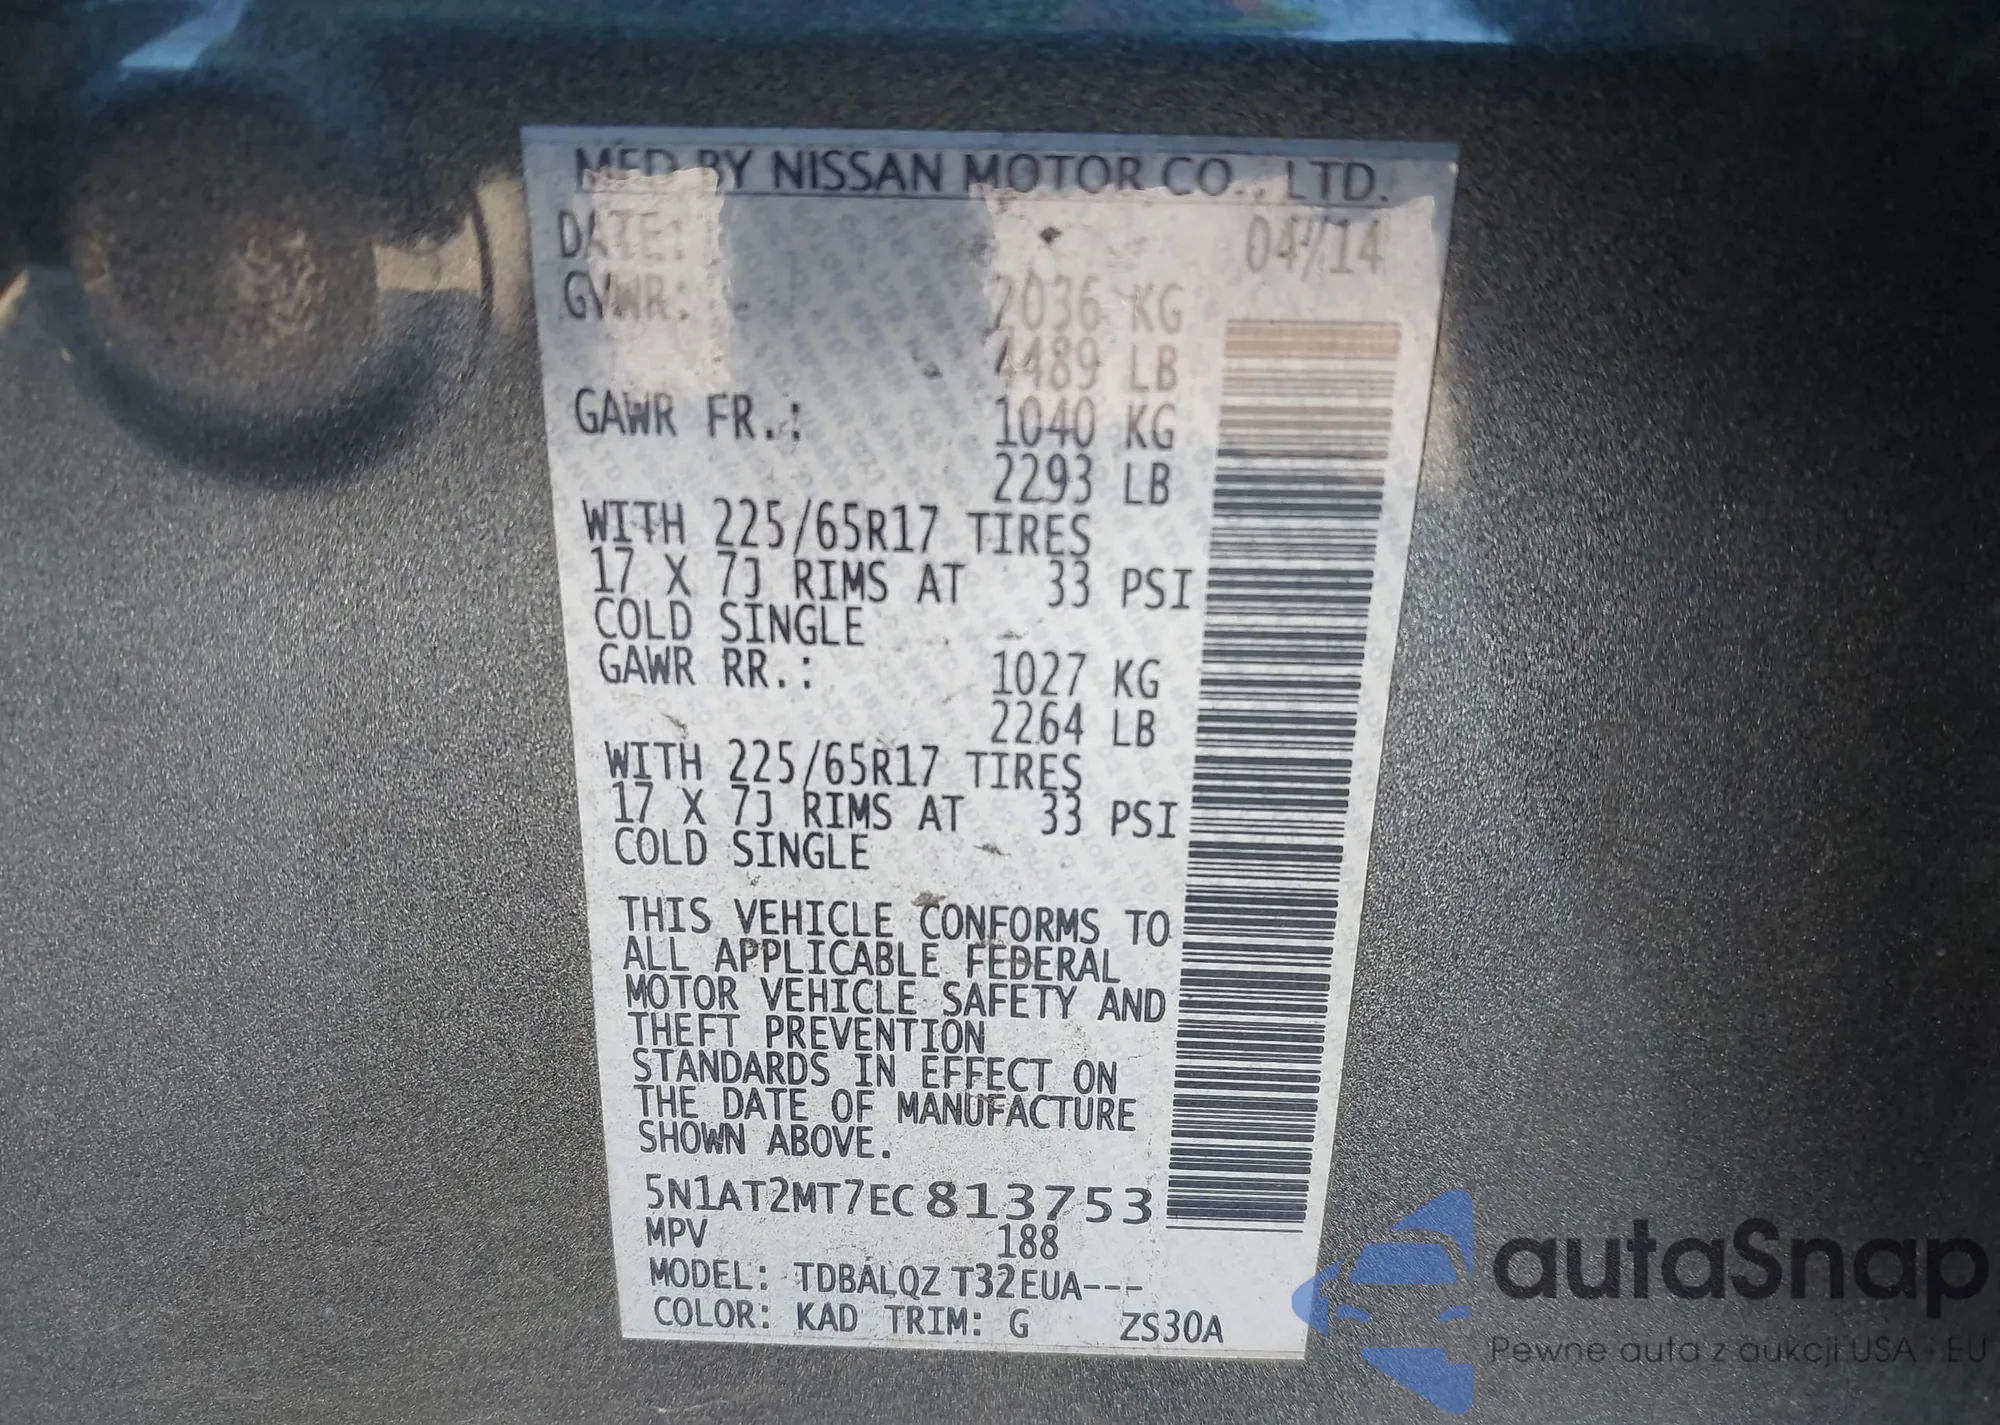 MFD BY NISSAN MOTOR CO., LTD.
DATE: 04/14
GVWR: 2036 KG
4489 LB
GAWR FR.: 1040 KG
2293 LB
WITH 225/65R17 TIRES
17 X 7J RIMS AT 33 PSI
COLD SINGLE
GAWR RR.: 1027 KG
2264 LB
WITH 225/65R17 TIRES
17 X 7J RIMS AT 33 PSI
COLD SINGLE
THIS VEHICLE CONFORMS TO
ALL APPLICABLE FEDERAL
MOTOR VEHICLE SAFETY AND
THEFT PREVENTION
STANDARDS IN EFFECT ON
THE DATE OF MANUFACTURE
SHOWN ABOVE.
5N1AT2MT7EC813753
MPV 188
MODEL: TDBALQZ T32EUA---
COLOR: KAD TRIM: G ZS30A
autaSnap
Pewne auta z aukcji USA i EU